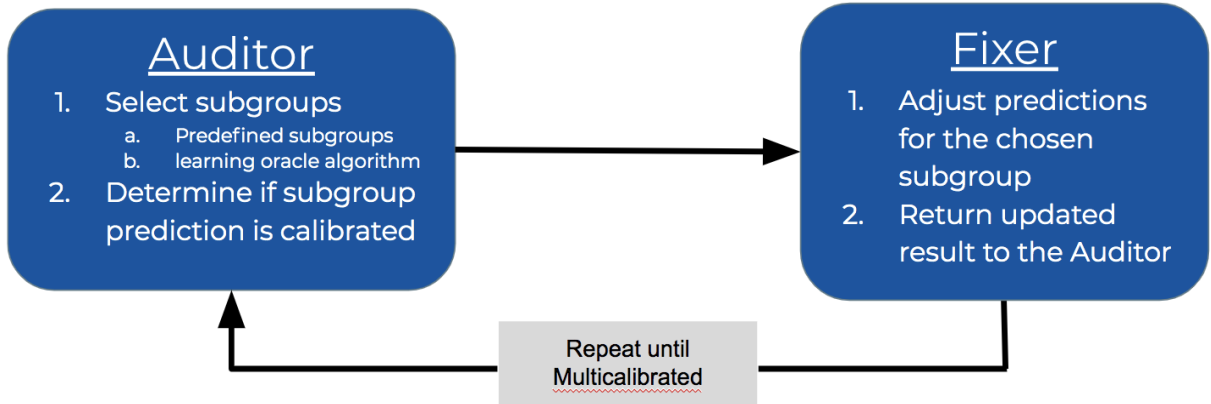 Auditor
1. Select subgroups
a. Predefined subgroups
b. learning oracle algorithm
2. Determine if subgroup
prediction is calibrated
Fixer
1. Adjust predictions
for the chosen
subgroup
2. Return updated
result to the Auditor
Repeat until
Multicalibrated